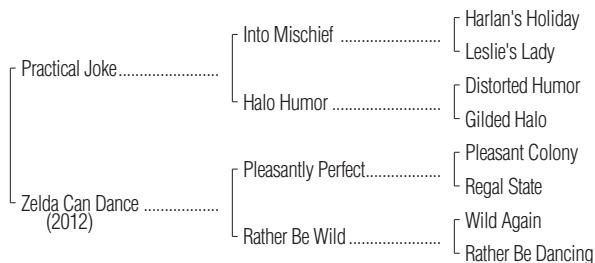 Harlan's Holiday
Into Mischief ........................
Leslie's Lady
Practical Joke........................
Distorted Humor
Halo Humor ..........................
Gilded Halo
Pleasant Colony
Pleasantly Perfect..................
Regal State
Zelda Can Dance ..................
(2012)
Wild Again
Rather Be Wild ......................
Rather Be Dancing